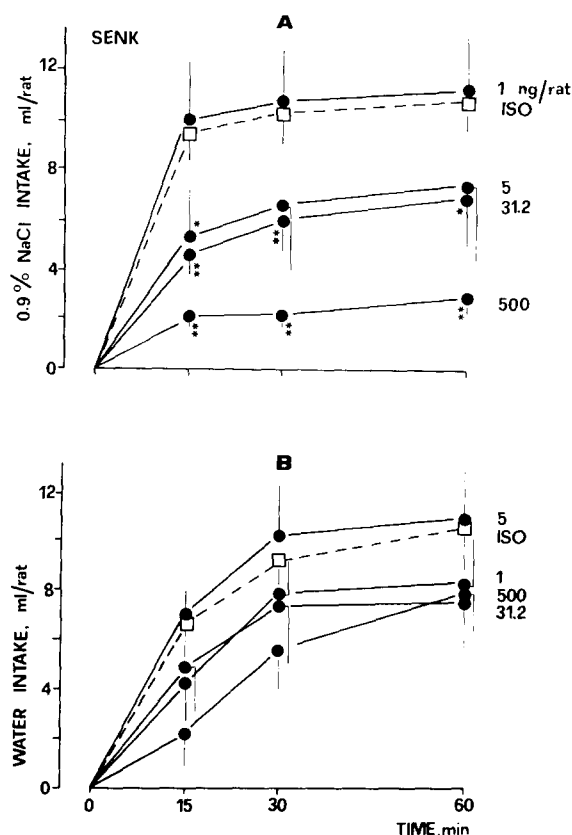 A
SENK
0.9% NaCl INTAKE, ml/rat
12
8
4
0
1 ng/rat
ISO
5
31.2
500
*
**
**
*
**
**
**
B
WATER INTAKE, ml/rat
12
8
4
0
5
ISO
1
500
31.2
0
15
30
60
TIME, min